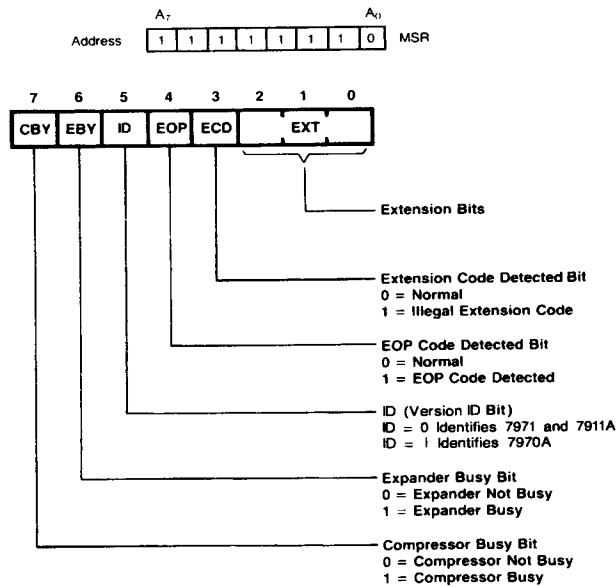 A7 A0
Address 1 1 1 1 1 1 1 0 MSR
7 6 5 4 3 2 1 0
CBY EBY ID EOP ECD EXT
Extension Bits
Extension Code Detected Bit
0 = Normal
1 = Illegal Extension Code
EOP Code Detected Bit
0 = Normal
1 = EOP Code Detected
ID (Version ID Bit)
ID = 0 Identifies 7971 and 7911A
ID = I Identifies 7970A
Expander Busy Bit
0 = Expander Not Busy
1 = Expander Busy
Compressor Busy Bit
0 = Compressor Not Busy
1 = Compressor Busy